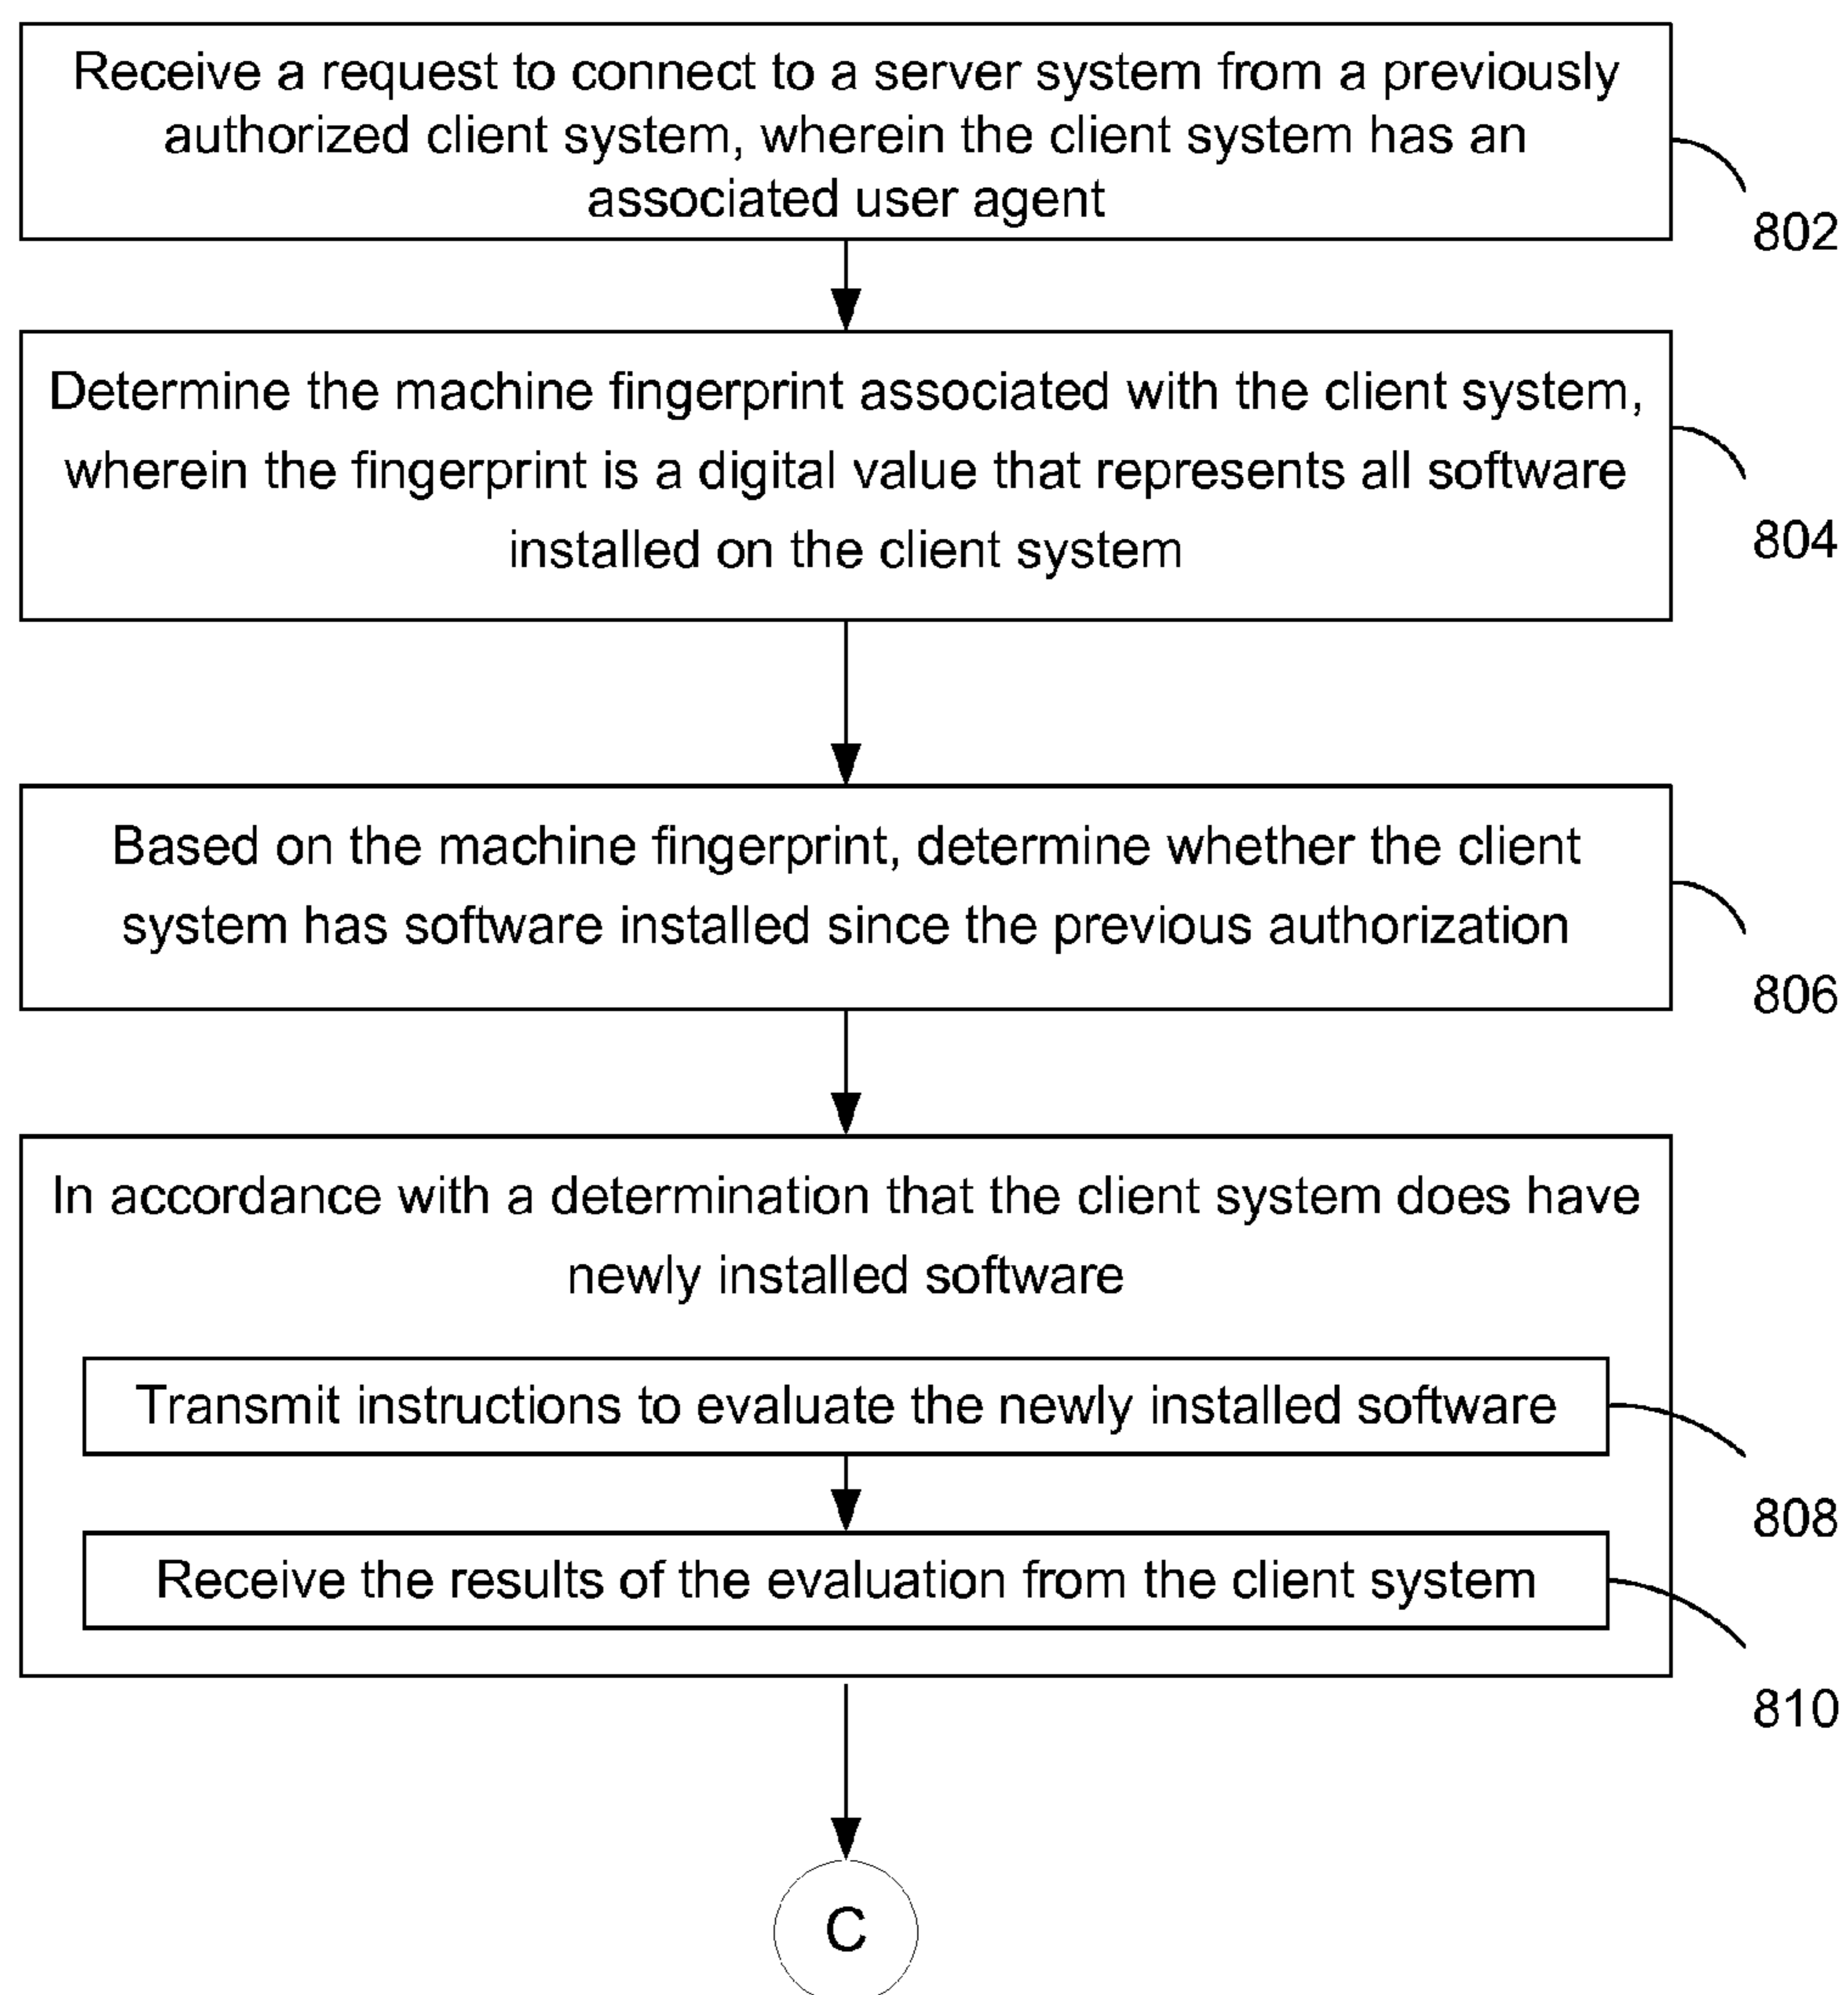 Receive a request to connect to a server system from a previously
authorized client system, wherein the client system has an
associated user agent
802
Determine the machine fingerprint associated with the client system,
wherein the fingerprint is a digital value that represents all software
installed on the client system
804
Based on the machine fingerprint, determine whether the client
system has software installed since the previous authorization
806
In accordance with a determination that the client system does have
newly installed software
Transmit instructions to evaluate the newly installed software
808
Receive the results of the evaluation from the client system
810
C